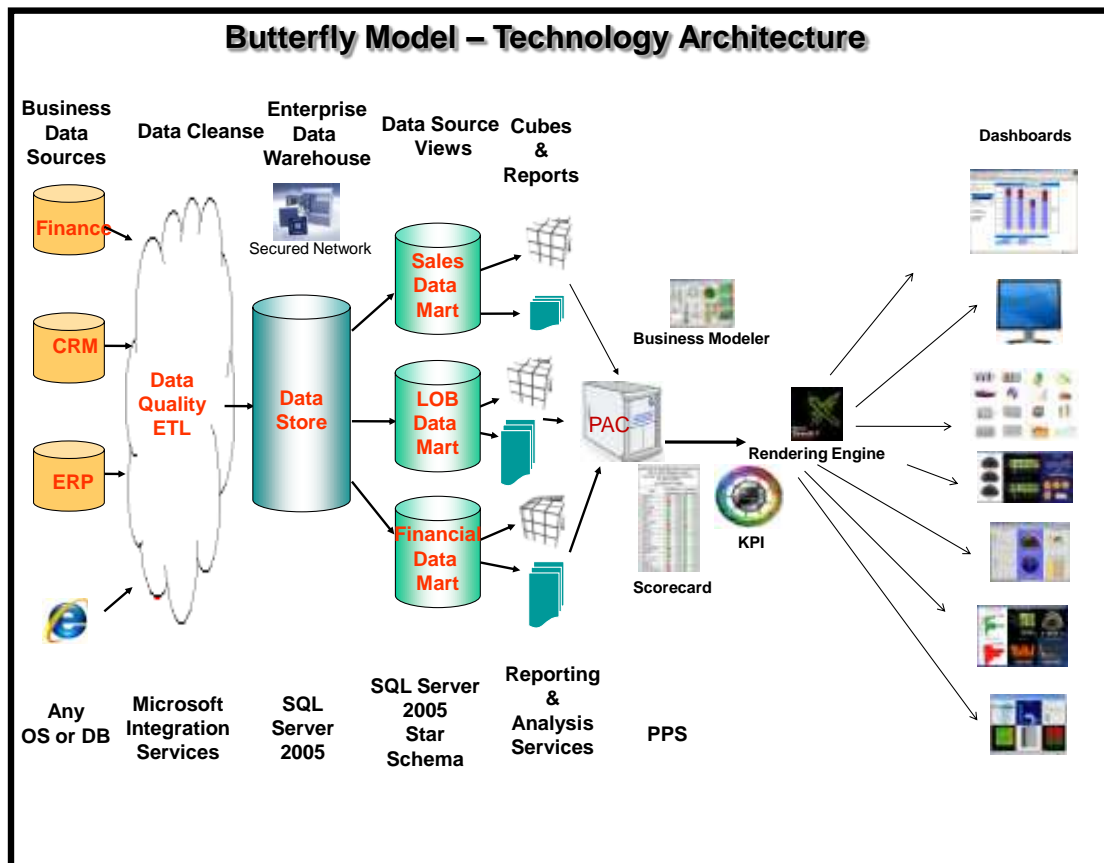 Butterfly Model – Technology Architecture
Business
Data
Sources
Data Cleanse
Enterprise
Data
Warehouse
Data Source
Views
Cubes
&
Reports
Dashboards
Secured Network
Finance
CRM
ERP
Data
Quality
ETL
Data
Store
Sales
Data
Mart
LOB
Data
Mart
Financial
Data
Mart
PAC
Business Modeler
Rendering Engine
KPI
Scorecard
Any
OS or DB
Microsoft
Integration
Services
SQL
Server
2005
SQL Server
2005
Star
Schema
Reporting
&
Analysis
Services
PPS